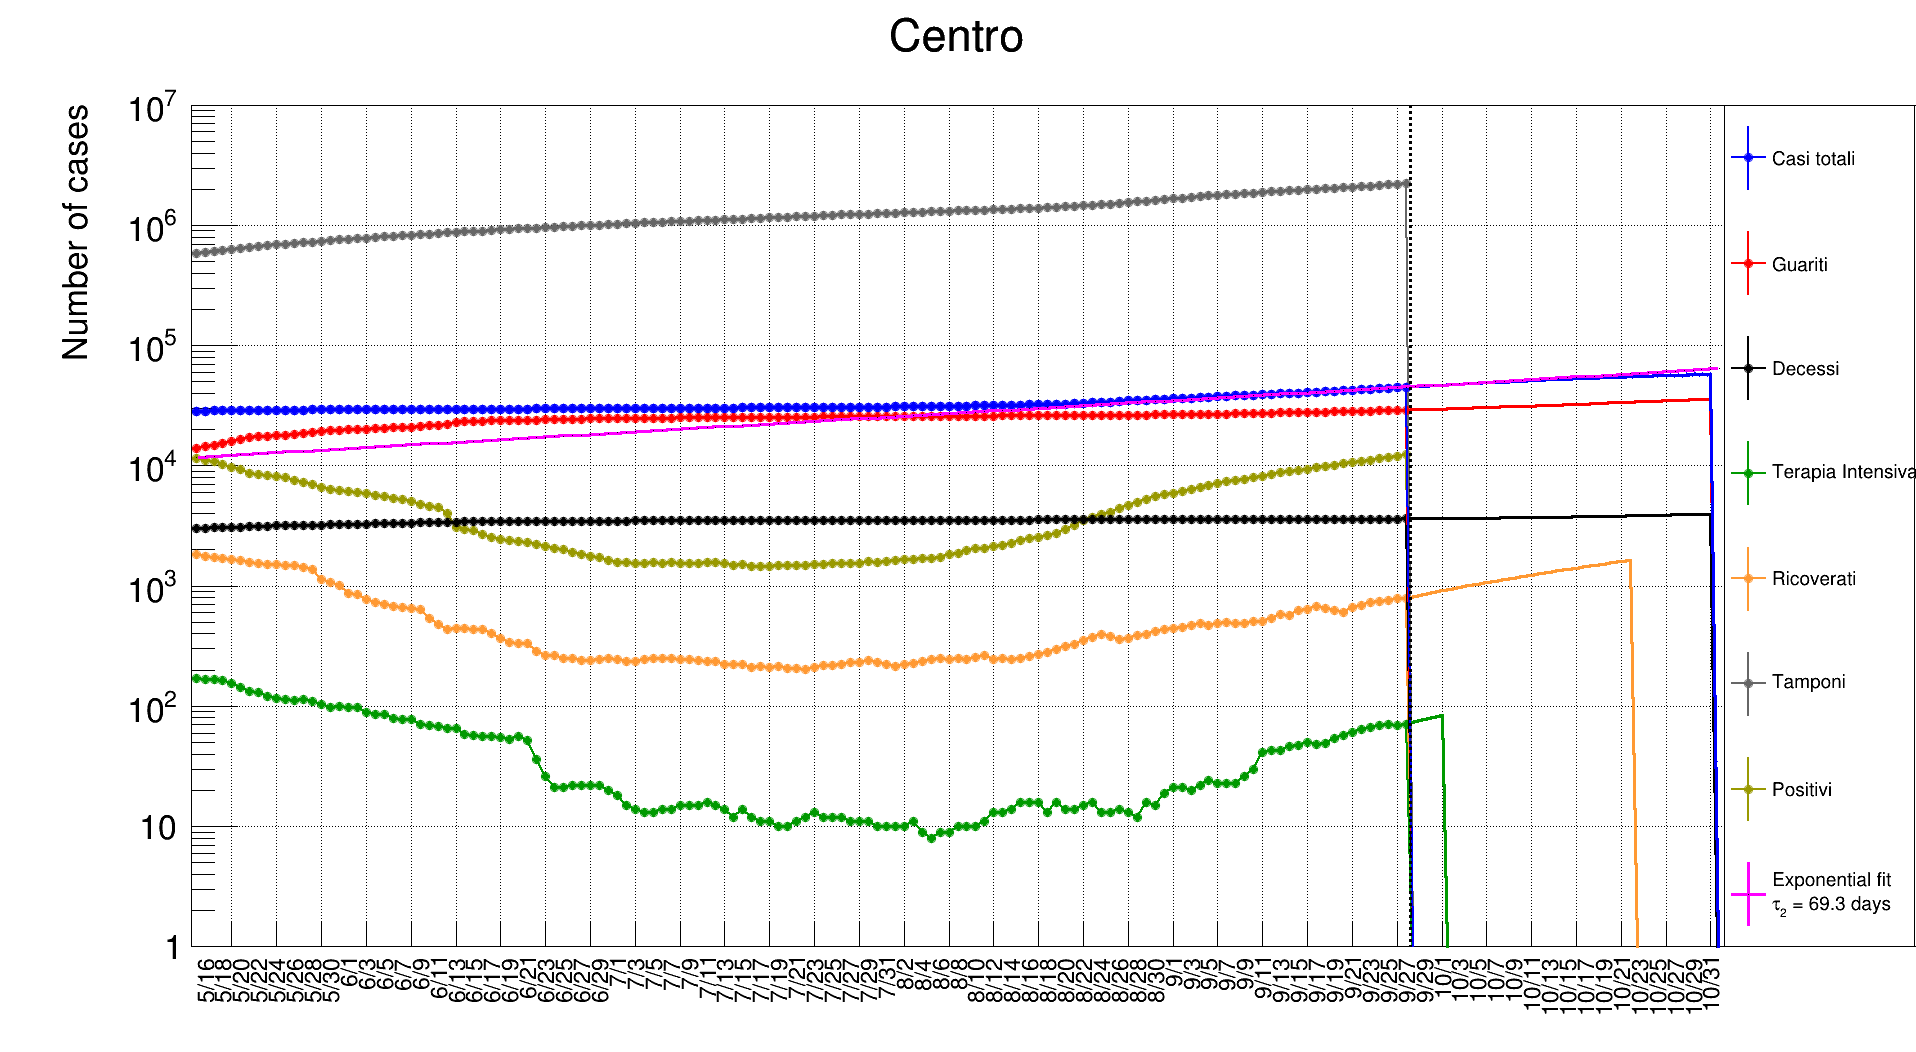 Centro
Number of cases
10^7
10^6
10^5
10^4
10^3
10^2
10
1
5/16 5/18 5/20 5/22 5/24 5/26 5/28 5/30 6/1 6/3 6/5 6/7 6/9 6/11 6/13 6/15 6/17 6/19 6/21 6/23 6/25 6/27 6/29 7/1 7/3 7/5 7/7 7/9 7/11 7/13 7/15 7/17 7/19 7/21 7/23 7/25 7/27 7/29 7/31 8/2 8/4 8/6 8/8 8/10 8/12 8/14 8/16 8/18 8/20 8/22 8/24 8/26 8/28 8/30 9/1 9/3 9/5 9/7 9/9 9/11 9/13 9/15 9/17 9/19 9/21 9/23 9/25 9/27 9/29 10/1 10/3 10/5 10/7 10/9 10/11 10/13 10/15 10/17 10/19 10/21 10/23 10/25 10/27 10/29 10/31
Casi totali
Guariti
Decessi
Terapia Intensiva
Ricoverati
Tamponi
Positivi
Exponential fit
τ₂ = 69.3 days